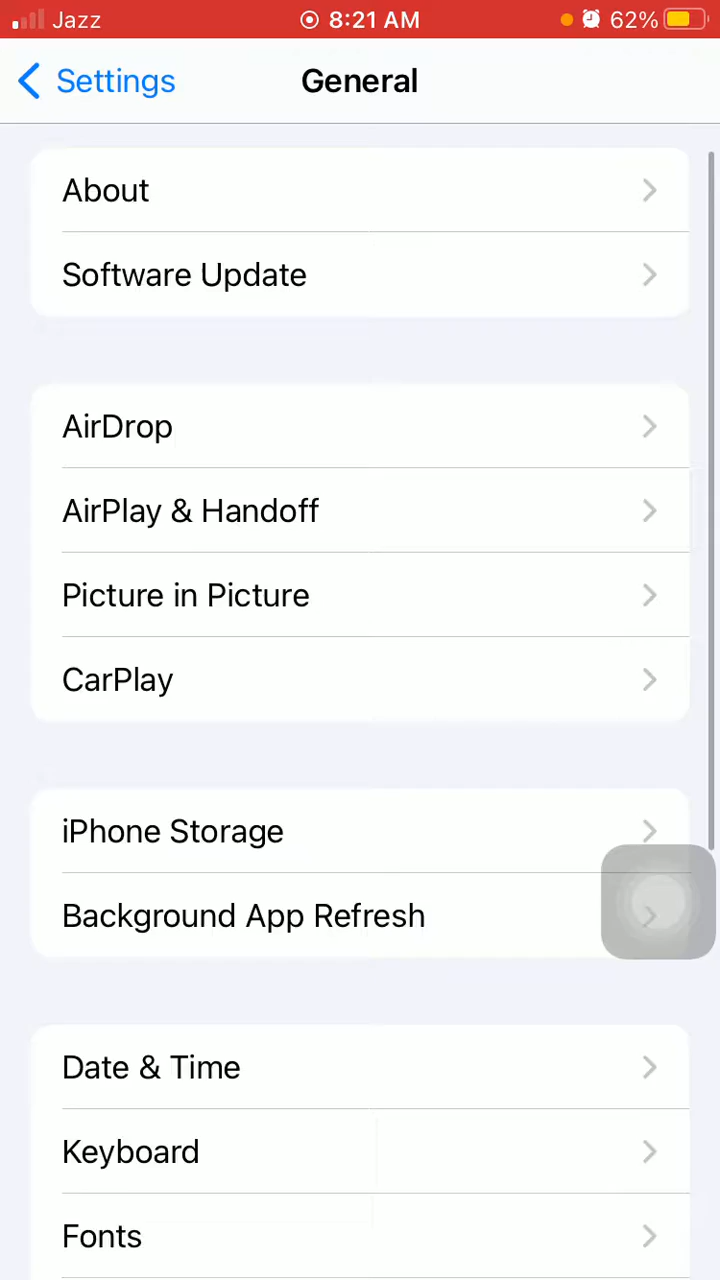 Jazz 8:21 AM 62%
Settings General
About
Software Update
AirDrop
AirPlay & Handoff
Picture in Picture
CarPlay
iPhone Storage
Background App Refresh
Date & Time
Keyboard
Fonts